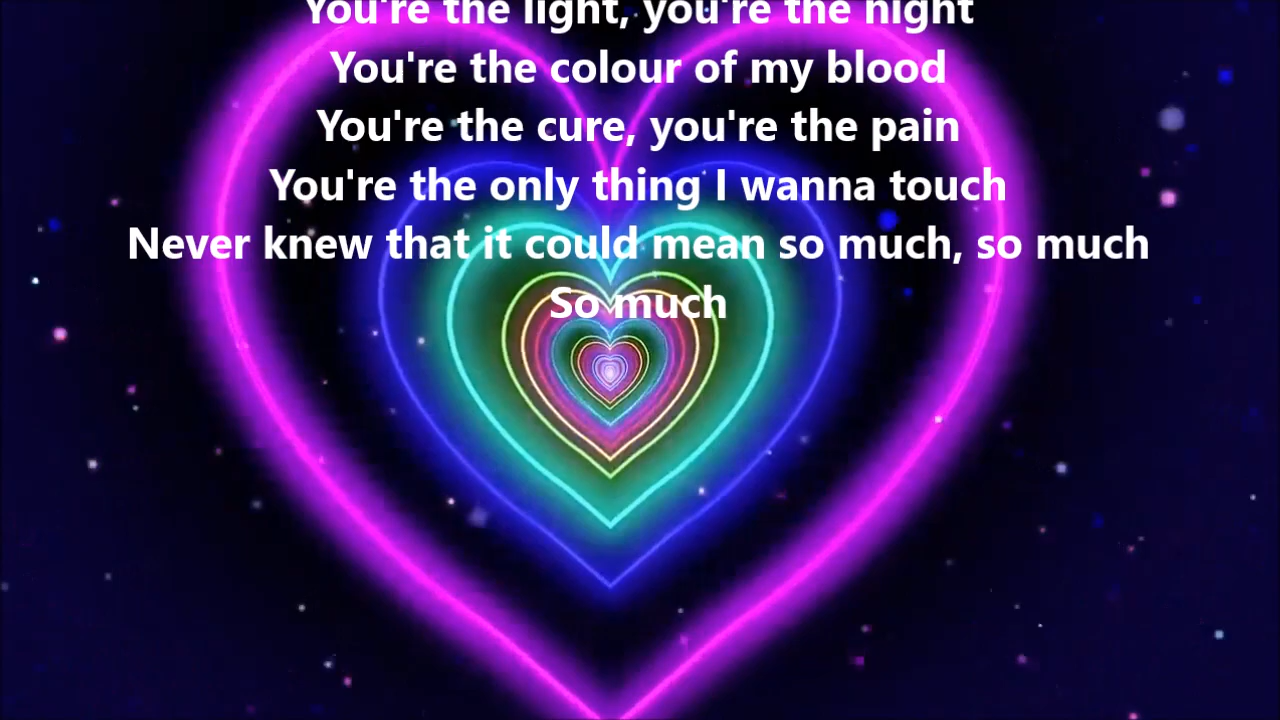 You're the light, you're the night
You're the colour of my blood
You're the cure, you're the pain
You're the only thing I wanna touch
Never knew that it could mean so much, so much
So much